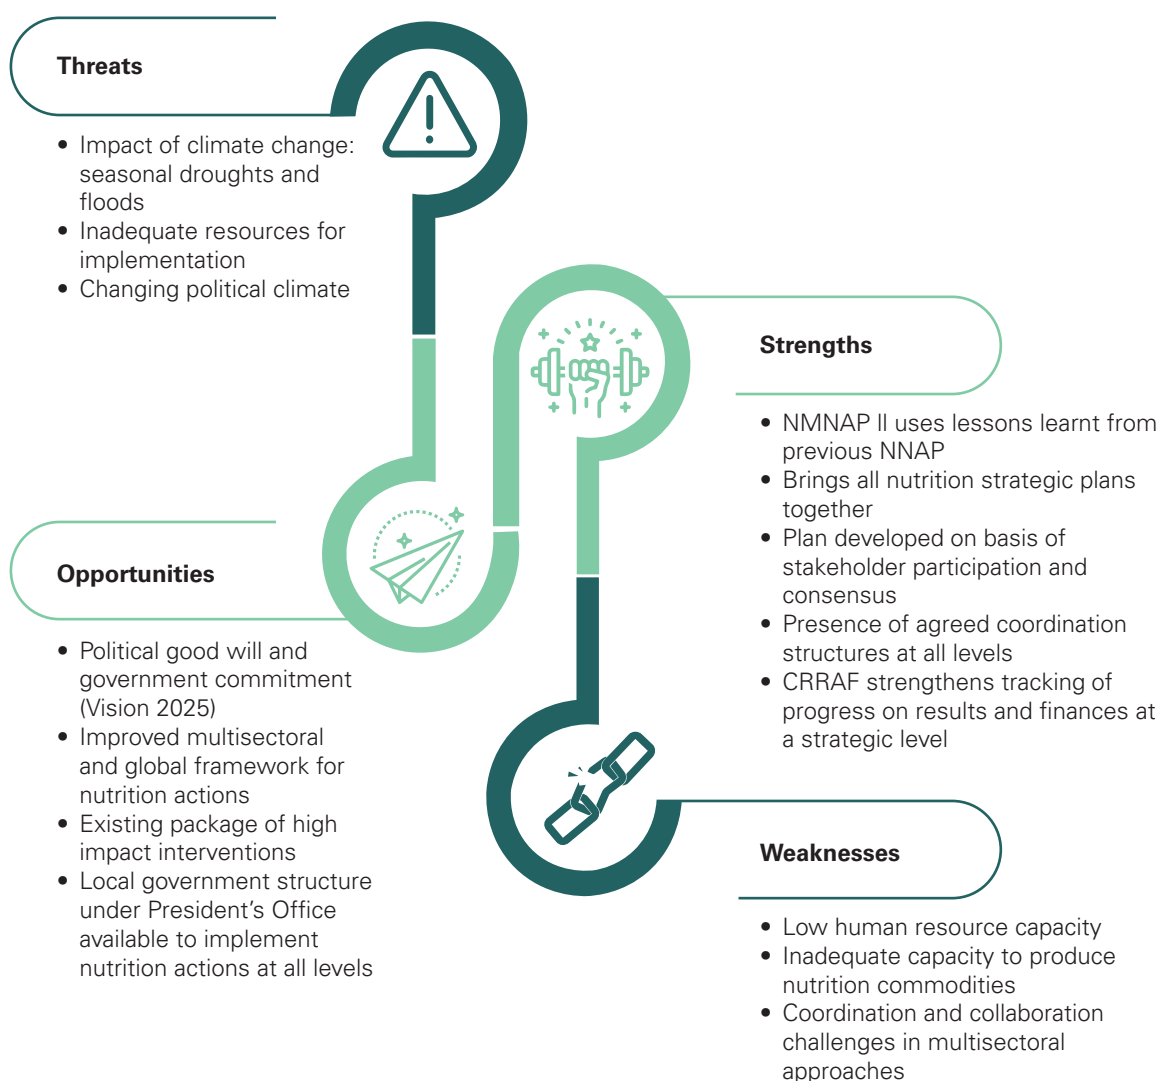 Threats
• Impact of climate change:
seasonal droughts and
floods
• Inadequate resources for
implementation
• Changing political climate
Strengths
• NMNAP ll uses lessons learnt from
previous NNAP
• Brings all nutrition strategic plans
together
• Plan developed on basis of
stakeholder participation and
consensus
• Presence of agreed coordination
structures at all levels
• CRRAF strengthens tracking of
progress on results and finances at
a strategic level
Opportunities
• Political good will and
government commitment
(Vision 2025)
• Improved multisectoral
and global framework for
nutrition actions
• Existing package of high
impact interventions
• Local government structure
under President’s Office
available to implement
nutrition actions at all levels
Weaknesses
• Low human resource capacity
• Inadequate capacity to produce
nutrition commodities
• Coordination and collaboration
challenges in multisectoral
approaches